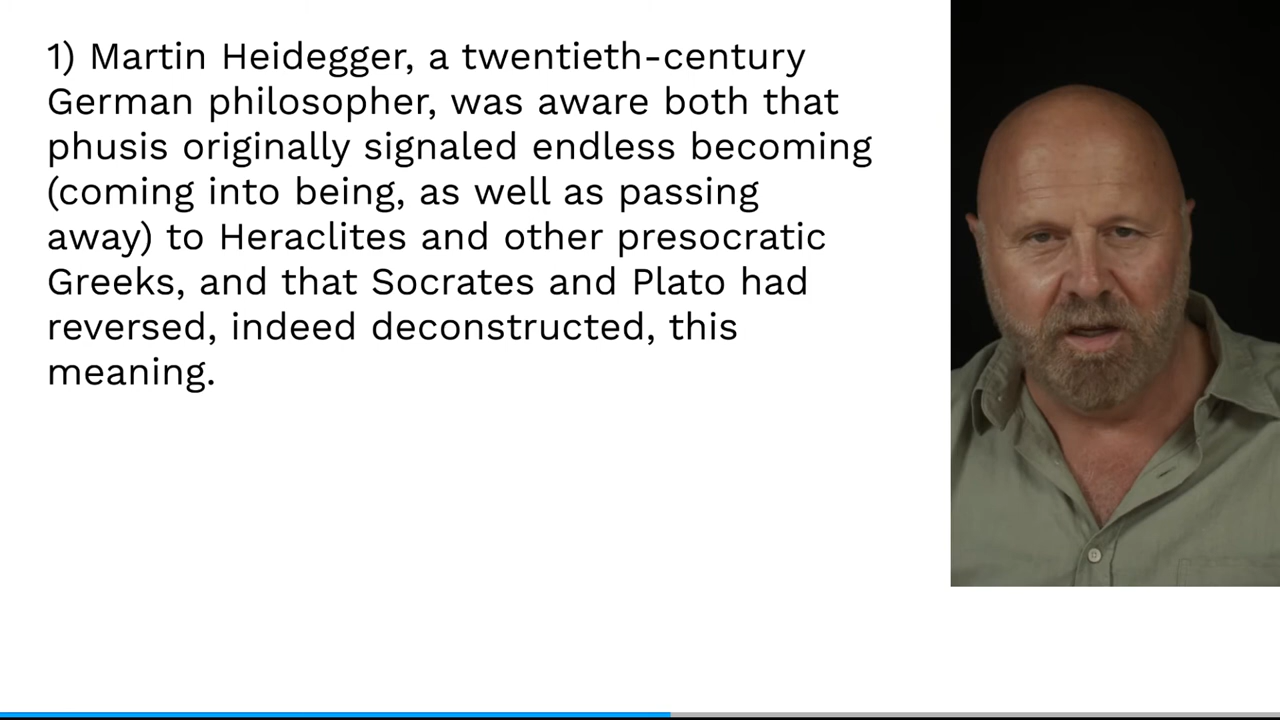 1) Martin Heidegger, a twentieth-century
German philosopher, was aware both that
phusis originally signaled endless becoming
(coming into being, as well as passing
away) to Heraclites and other presocratic
Greeks, and that Socrates and Plato had
reversed, indeed deconstructed, this
meaning.